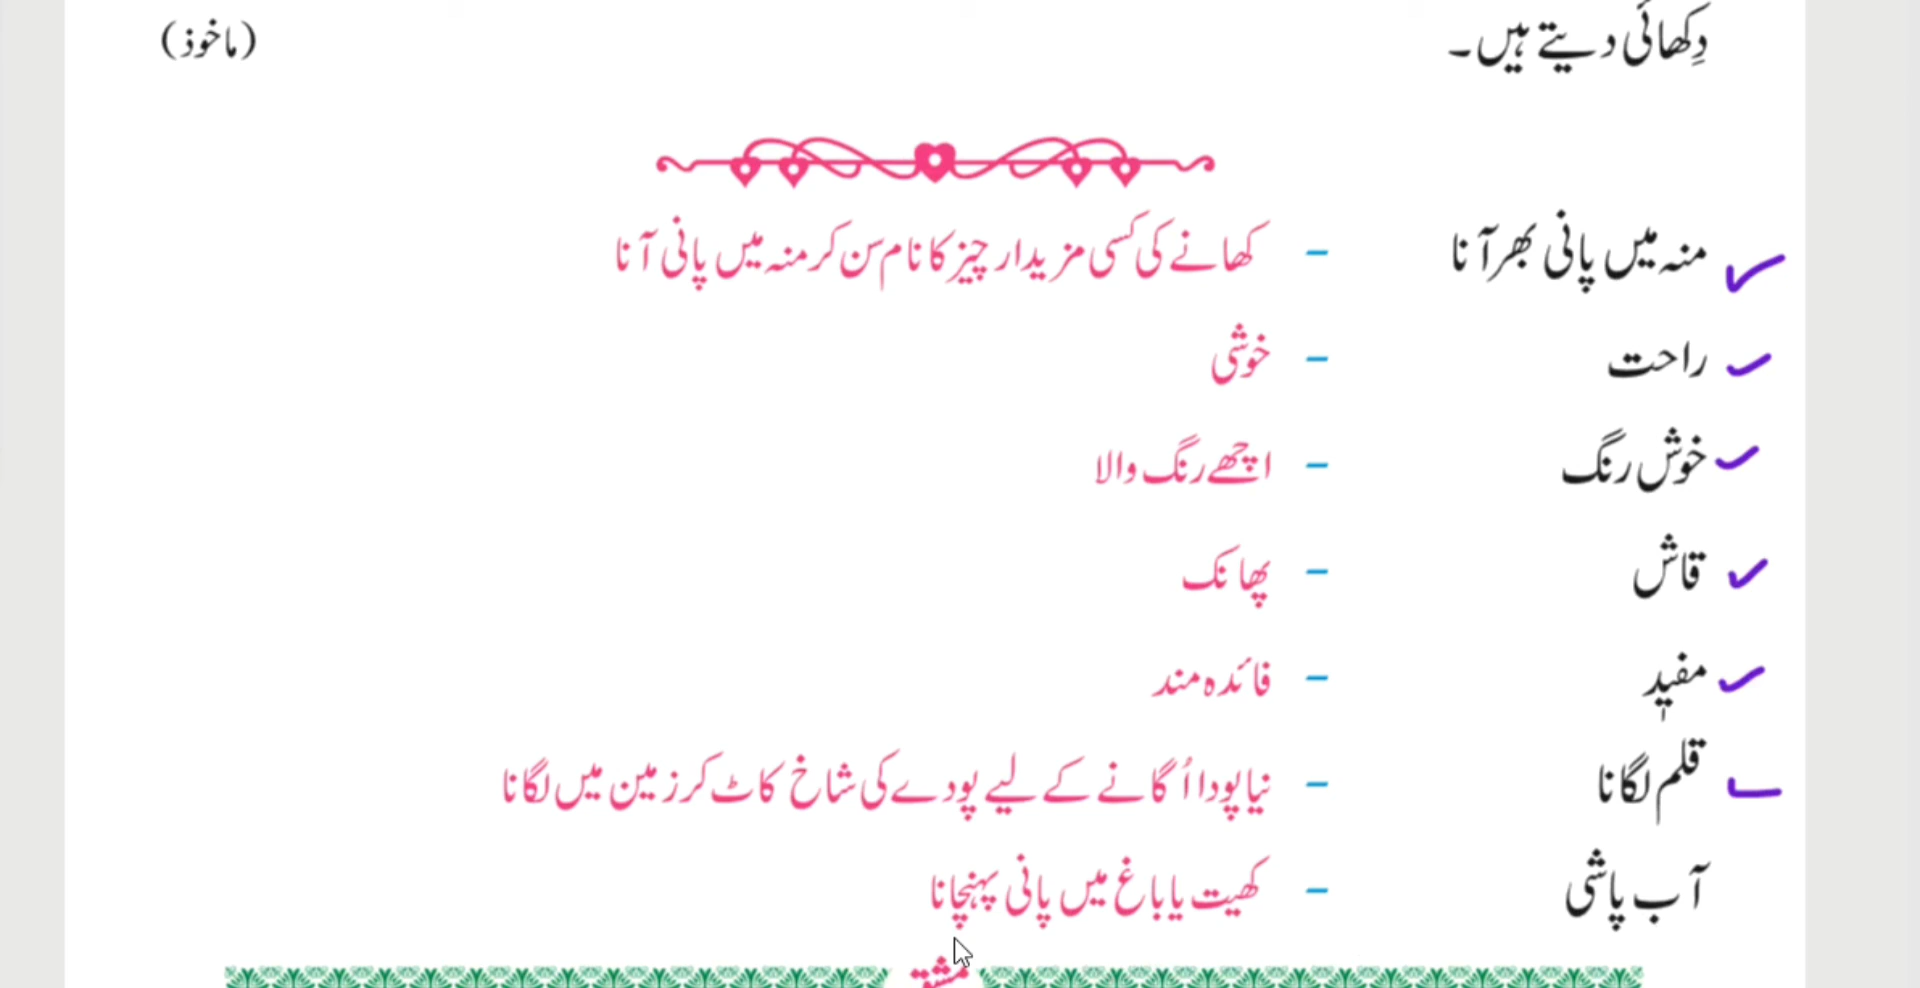 دِکھائی دیتے ہیں۔ (ماخوذ)
منہ میں پانی بھر آنا - کھانے کی کسی مزیدار چیز کا نام سن کر منہ میں پانی آنا
راحت - خوشی
خوش رنگ - اچھے رنگ والا
قاش - پھانک
مفیٖد - فائدہ مند
قلم لگانا - نیا پودا اُگانے کے لیے پودے کی شاخ کاٹ کر زمین میں لگانا
آب پاشی - کھیت یا باغ میں پانی پہنچانا
مشق